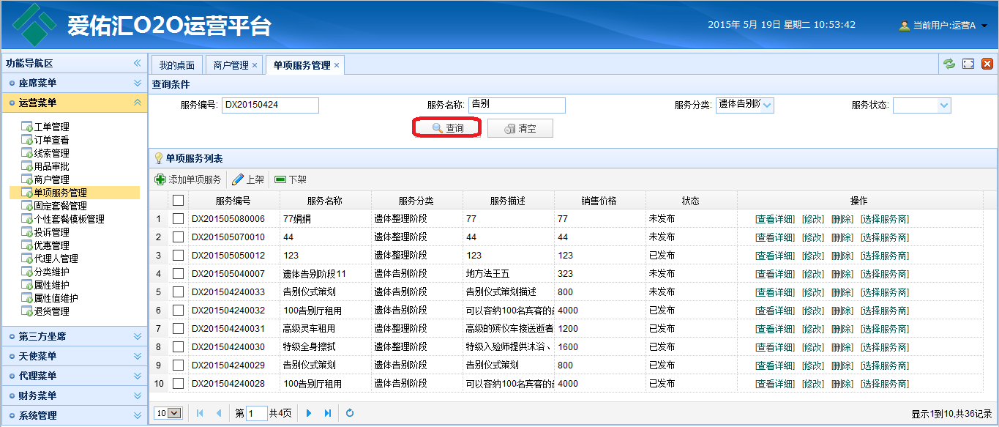 爱佑汇O2O运营平台
2015年 5月 19日 星期二 10:53:42 当前用户:运营A
功能导航区
座席菜单
运营菜单
工单管理
订单查看
线索管理
用品审批
商户管理
单项服务管理
固定套餐管理
个性套餐模板管理
投诉管理
优惠管理
代理人管理
分类维护
属性维护
属性值维护
退货管理
第三方坐席
天使菜单
代理菜单
财务菜单
系统管理
我的桌面 商户管理 × 单项服务管理 ×
查询条件
服务编号: DX20150424 服务名称: 告别 服务分类: 遗体告别阶 服务状态:
查询 清空
单项服务列表
添加单项服务 上架 下架
服务编号 服务名称 服务分类 服务描述 销售价格 状态 操作
1 DX201505080006 77娟娟 遗体整理阶段 77 77 未发布 [查看详细] [修改] [删除] [选择服务商]
2 DX201505070010 44 遗体整理阶段 44 44 未发布 [查看详细] [修改] [删除] [选择服务商]
3 DX201505050012 123 遗体整理阶段 123 123 已发布 [查看详细] [修改] [删除] [选择服务商]
4 DX201505040007 遗体告别阶段11 遗体告别阶段 地方法王五 323 未发布 [查看详细] [修改] [删除] [选择服务商]
5 DX201504240033 告别仪式策划 遗体告别阶段 告别仪式策划描述 800 未发布 [查看详细] [修改] [删除] [选择服务商]
6 DX201504240032 100告别厅租用 遗体告别阶段 可以容纳100名宾客的 4000 已发布 [查看详细] [修改] [删除] [选择服务商]
7 DX201504240031 高级灵车租用 遗体整理阶段 高级的殡仪车接送逝者 1200 已发布 [查看详细] [修改] [删除] [选择服务商]
8 DX201504240030 特级全身擦拭 遗体整理阶段 特级入殓师提供沐浴、 1600 已发布 [查看详细] [修改] [删除] [选择服务商]
9 DX201504240029 告别仪式策划 遗体告别阶段 告别仪式策划 800 已发布 [查看详细] [修改] [删除] [选择服务商]
10 DX201504240028 100告别厅租用 遗体告别阶段 可以容纳100名宾客的 4000 已发布 [查看详细] [修改] [删除] [选择服务商]
10 第 1 共4页 显示1到10,共36记录